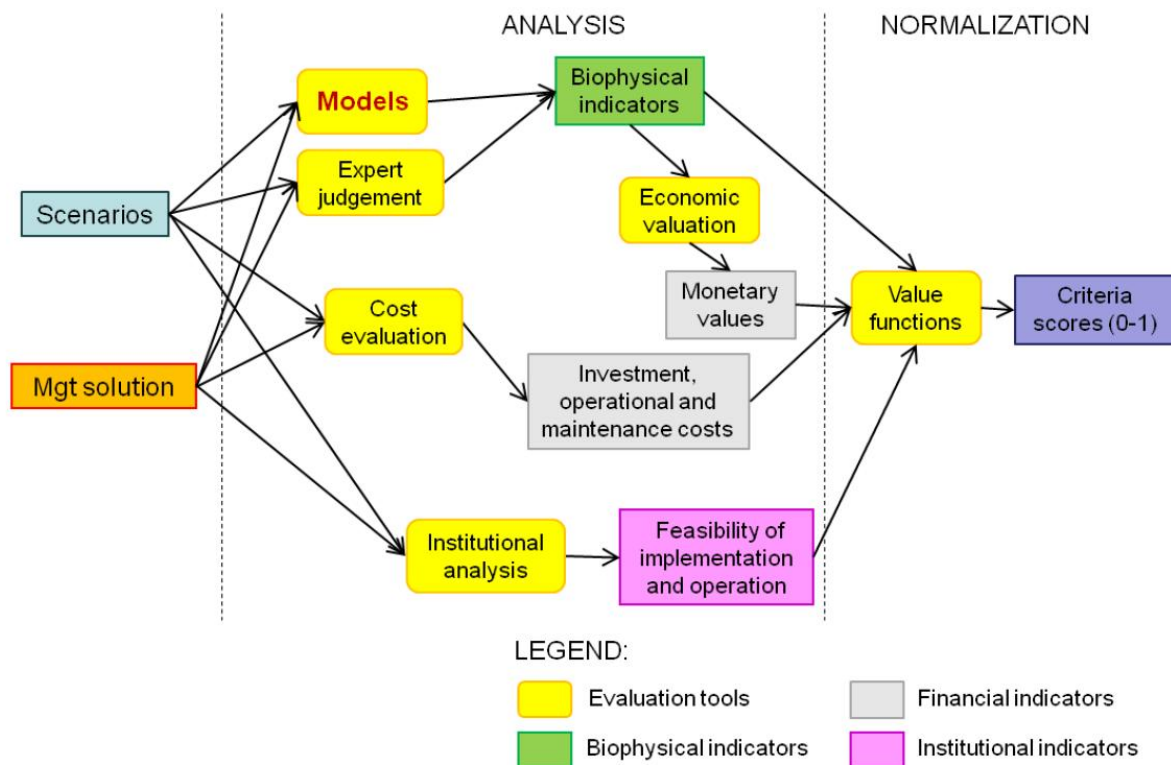 ANALYSIS
NORMALIZATION
Models
Biophysical
indicators
Expert
judgement
Scenarios
Economic
valuation
Monetary
values
Value
functions
Criteria
scores (0-1)
Cost
evaluation
Mgt solution
Investment,
operational and
maintenance costs
Institutional
analysis
Feasibility of
implementation
and operation
LEGEND:
Evaluation tools
Financial indicators
Biophysical indicators
Institutional indicators